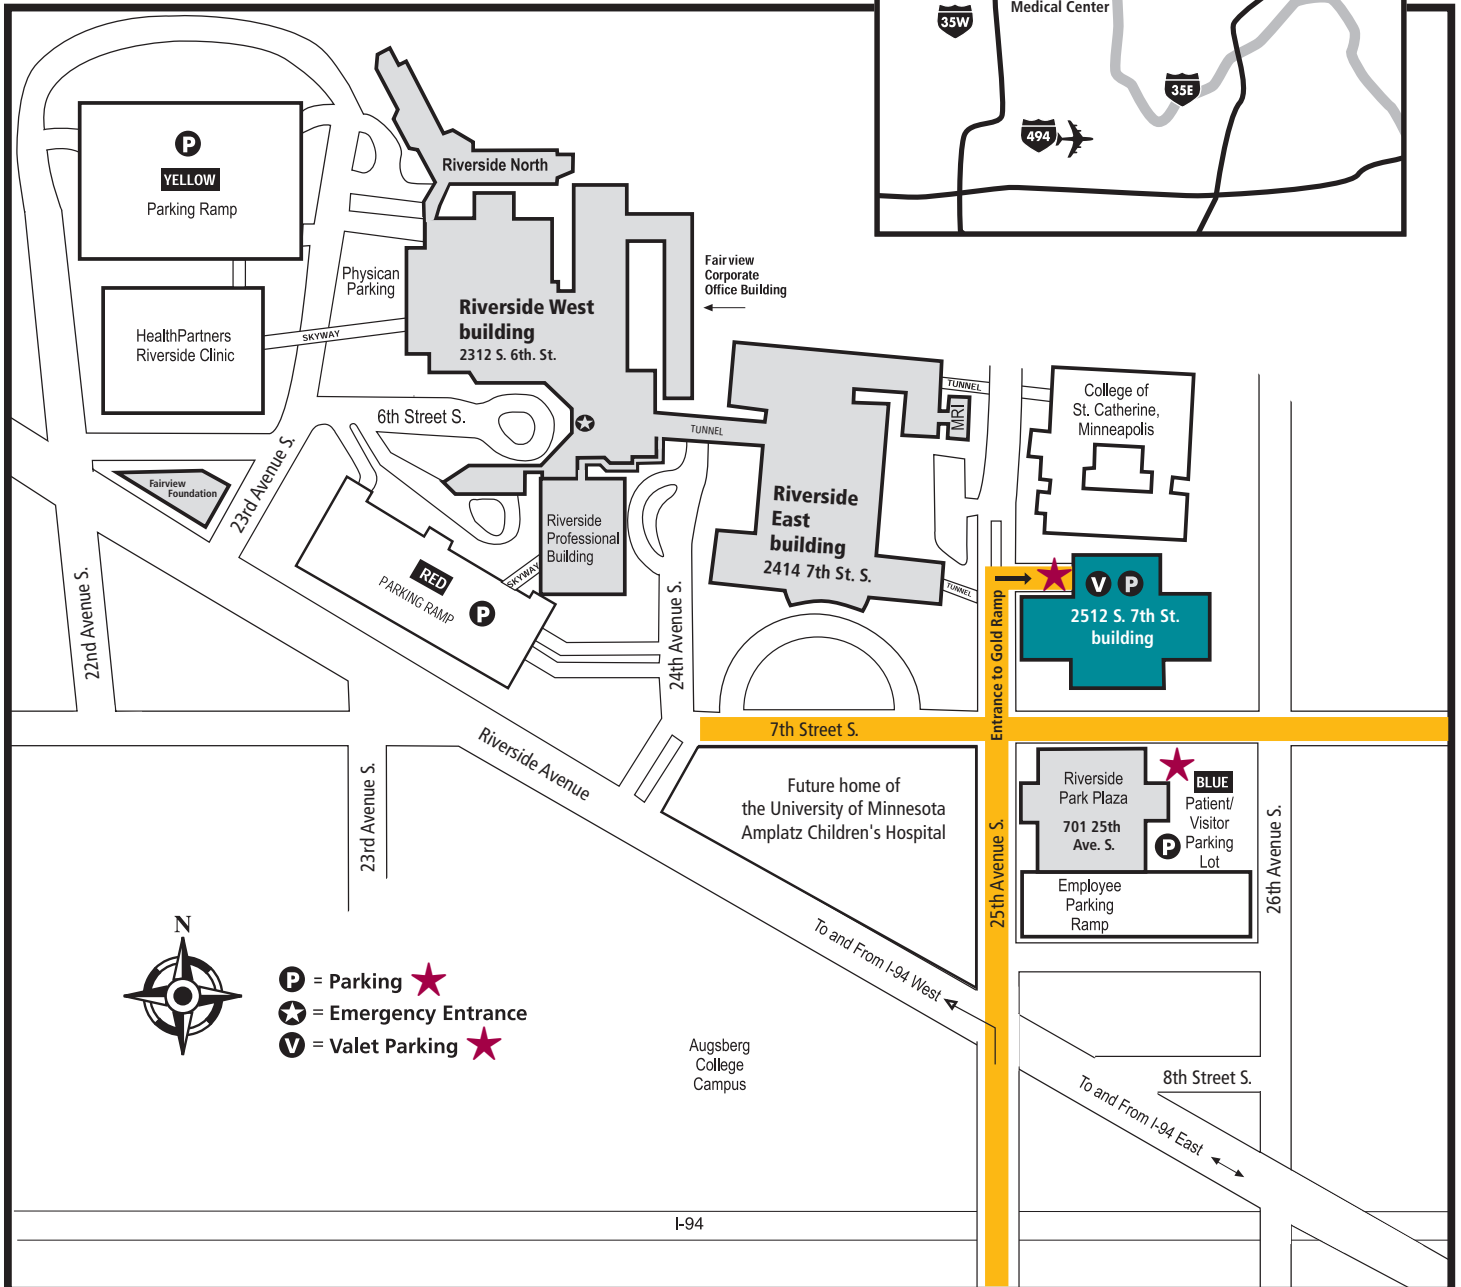 Medical Center
35W
35E
494
P
YELLOW
Parking Ramp
Riverside North
Physican
Parking
HealthPartners
Riverside Clinic
SKYWAY
Riverside West
building
2312 S. 6th. St.
Fairview
Corporate
Office Building
6th Street S.
TUNNEL
TUNNEL
MRI
College of
St. Catherine,
Minneapolis
Fairview
Foundation
23rd Avenue S.
Riverside
Professional
Building
SKYWAY
RED
PARKING RAMP
P
Riverside
East
building
2414 7th St. S.
TUNNEL
V P
2512 S. 7th St.
building
Entrance to Gold Ramp
22nd Avenue S.
24th Avenue S.
7th Street S.
Riverside Avenue
23rd Avenue S.
Future home of
the University of Minnesota
Amplatz Children's Hospital
25th Avenue S.
Riverside
Park Plaza
701 25th
Ave. S.
BLUE
Patient/
Visitor
Parking
Lot
P
Employee
Parking
Ramp
26th Avenue S.
To and From I-94 West
N
P = Parking
= Emergency Entrance
V = Valet Parking
Augsberg
College
Campus
8th Street S.
To and From I-94 East
I-94